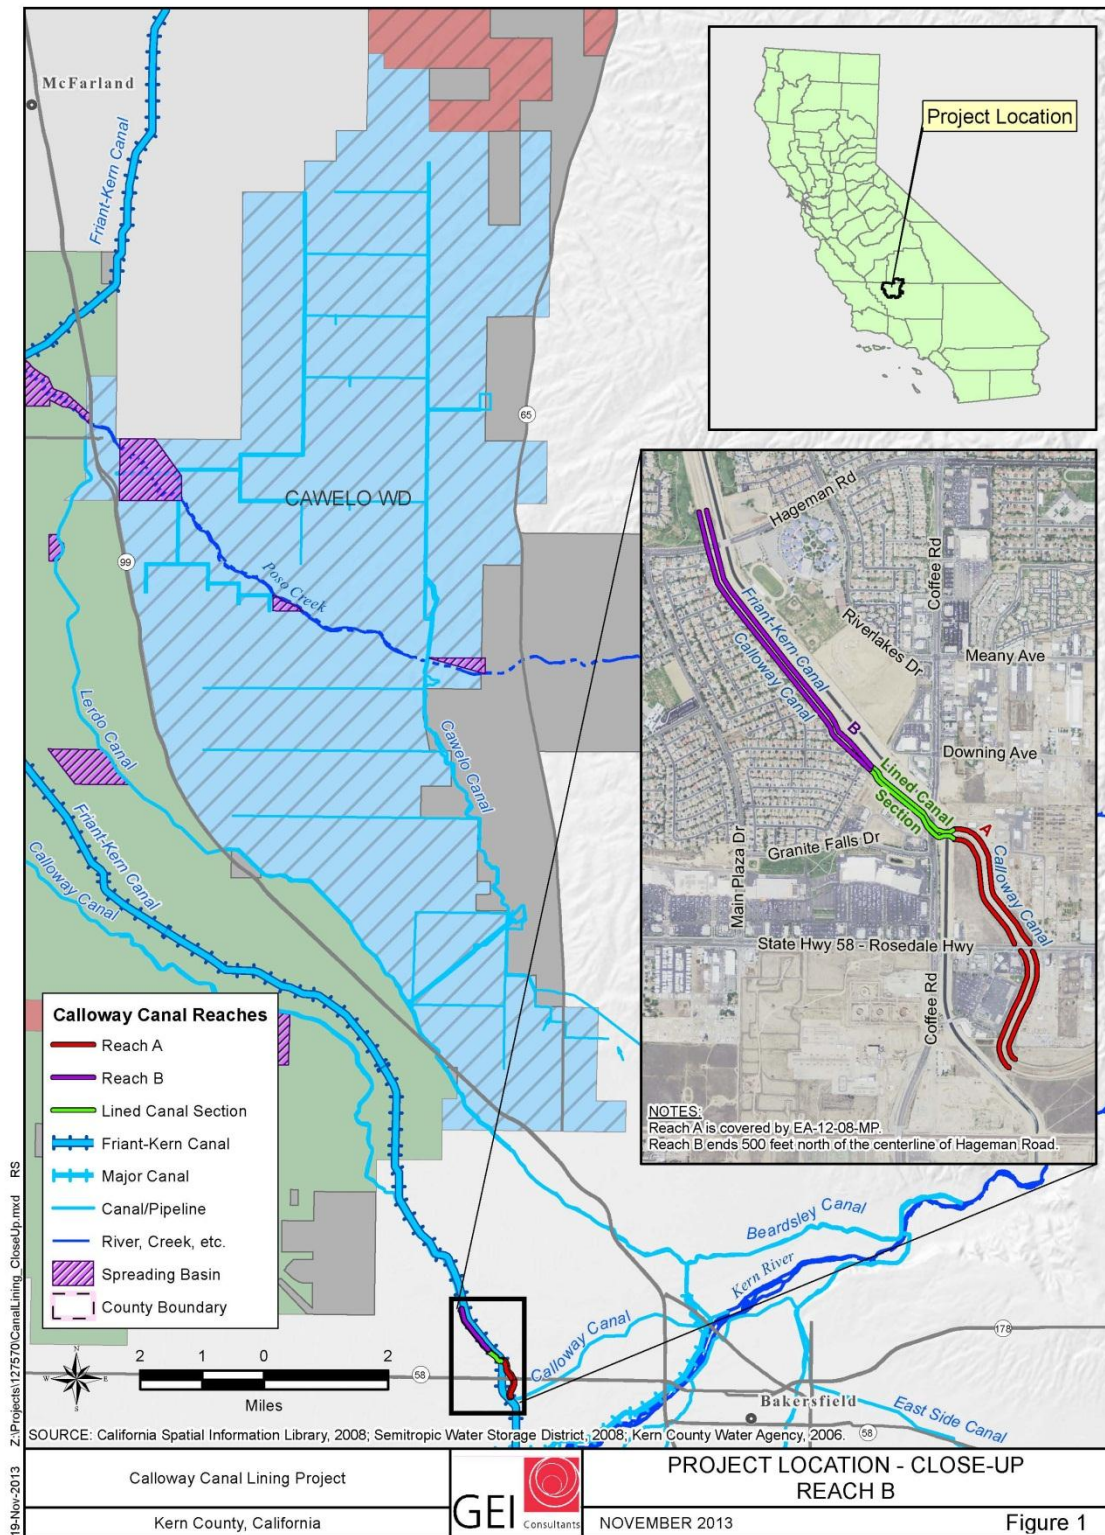 McFarland
Friant-Kern Canal
Project Location
65
CAWELO WD
99
Poso Creek
Lerdo Canal
Cawelo Canal
Friant-Kern Canal
Calloway Canal
Hageman Rd
Coffee Rd
Riverlakes Dr
Meany Ave
Friant-Kern Canal
Calloway Canal
B
Downing Ave
Lined Canal
Section
A
Calloway Canal
Granite Falls Dr
Main Plaza Dr
State Hwy 58 - Rosedale Hwy
Coffee Rd
NOTES:
Reach A is covered by EA-12-08-MP.
Reach B ends 500 feet north of the centerline of Hageman Road.
Calloway Canal Reaches
Reach A
Reach B
Lined Canal Section
Friant-Kern Canal
Major Canal
Canal/Pipeline
River, Creek, etc.
Spreading Basin
County Boundary
Beardsley Canal
Kern River
Calloway Canal
178
58
Bakersfield
East Side Canal
58
N
W E
S
2 1 0 2
Miles
SOURCE: California Spatial Information Library, 2008; Semitropic Water Storage District, 2008; Kern County Water Agency, 2006.
Z:\Projects\127570\CanalLining_CloseUp.mxd RS
19-Nov-2013
Calloway Canal Lining Project
Kern County, California
GEI Consultants
PROJECT LOCATION - CLOSE-UP
REACH B
NOVEMBER 2013
Figure 1